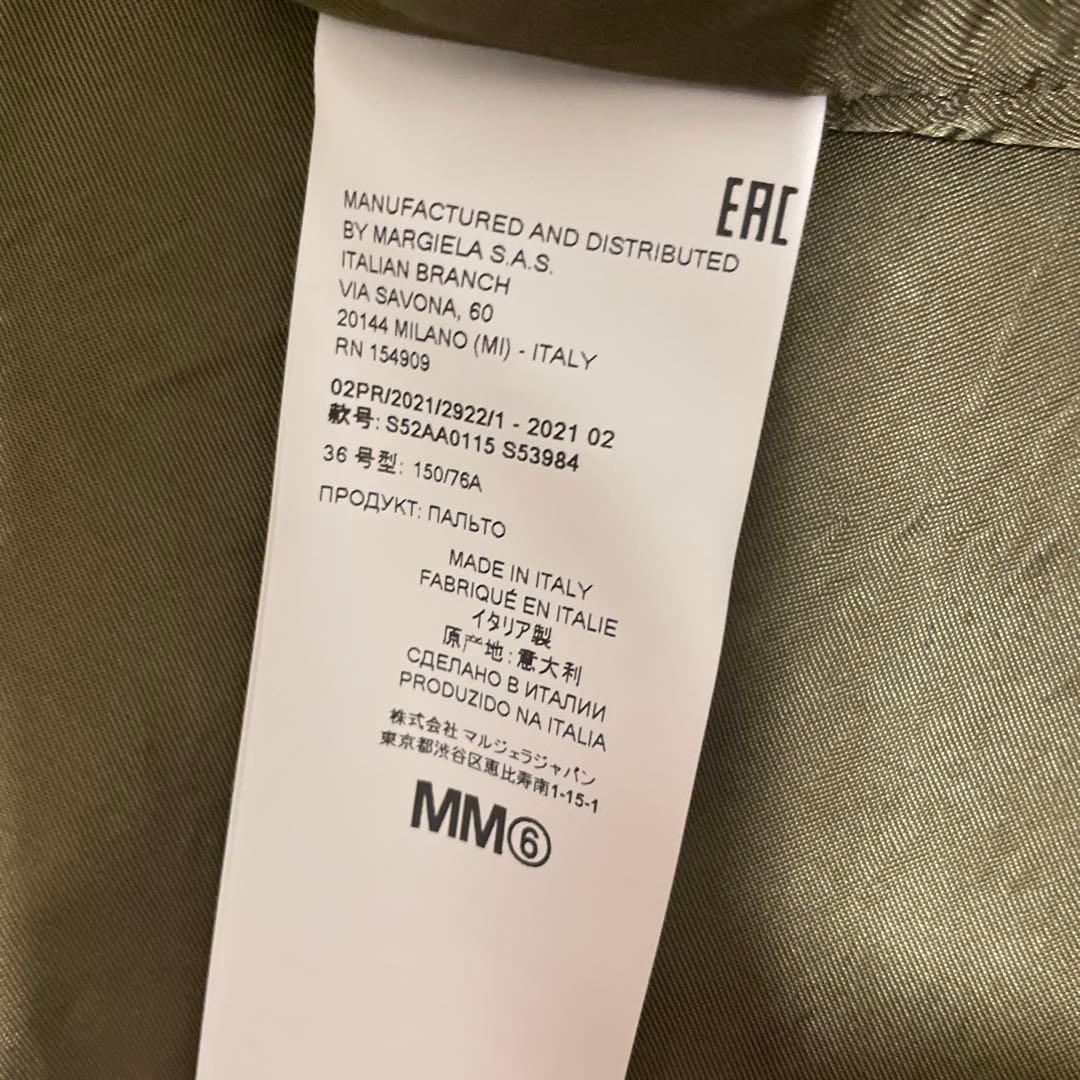 EAC
MANUFACTURED AND DISTRIBUTED
BY MARGIELA S.A.S.
ITALIAN BRANCH
VIA SAVONA, 60
20144 MILANO (MI) - ITALY
RN 154909
02PR/2021/2922/1 - 2021 02
款号: S52AA0115 S53984
36 号型: 150/76A
ПРОДУКТ: ПАЛЬТО
MADE IN ITALY
FABRIQUÉ EN ITALIE
イタリア製
原产地: 意大利
СДЕЛАНО В ИТАЛИИ
PRODUZIDO NA ITALIA
株式会社 マルジェラジャパン
東京都渋谷区恵比寿南1-15-1
MM⑥